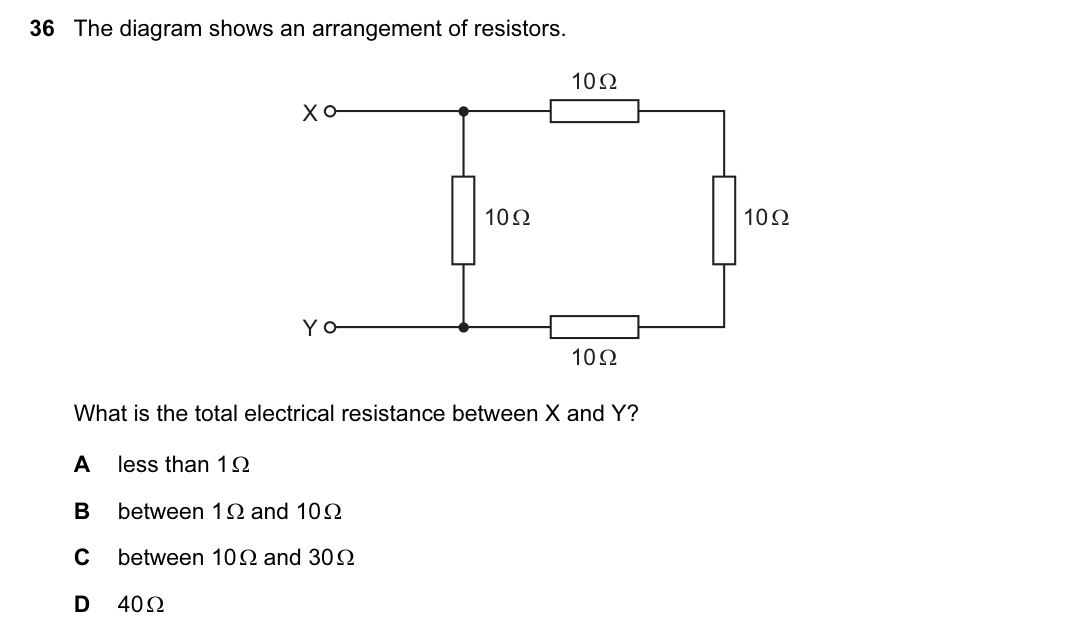 36 The diagram shows an arrangement of resistors.
10Ω
X
10Ω
10Ω
Y
10Ω
What is the total electrical resistance between X and Y?
A less than 1Ω
B between 1Ω and 10Ω
C between 10Ω and 30Ω
D 40Ω